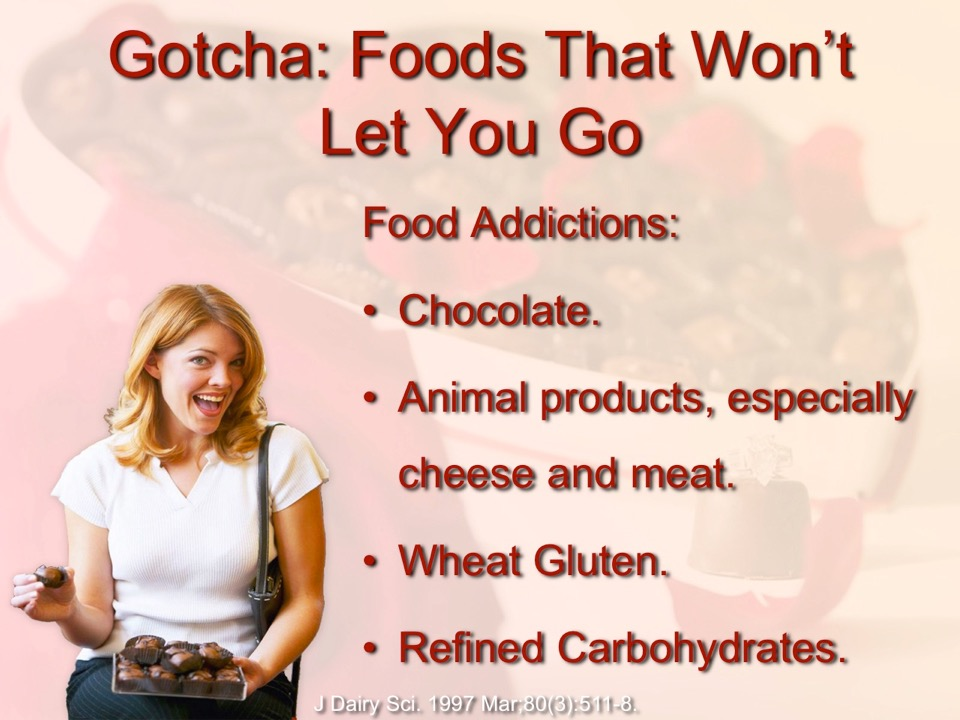 Gotcha: Foods That Won’t
Let You Go
Food Addictions:
• Chocolate.
• Animal products, especially
cheese and meat.
• Wheat Gluten.
• Refined Carbohydrates.
J Dairy Sci. 1997 Mar;80(3):511-8.